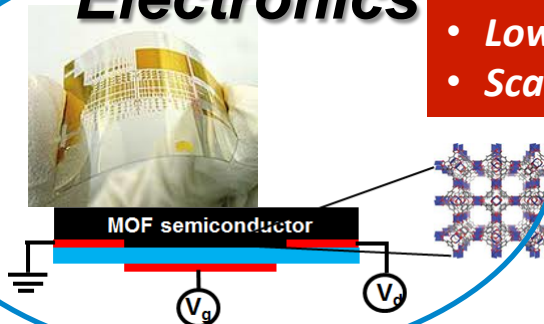 Electronics
• Low
• Sca
MOF semiconductor
Vg
Vd